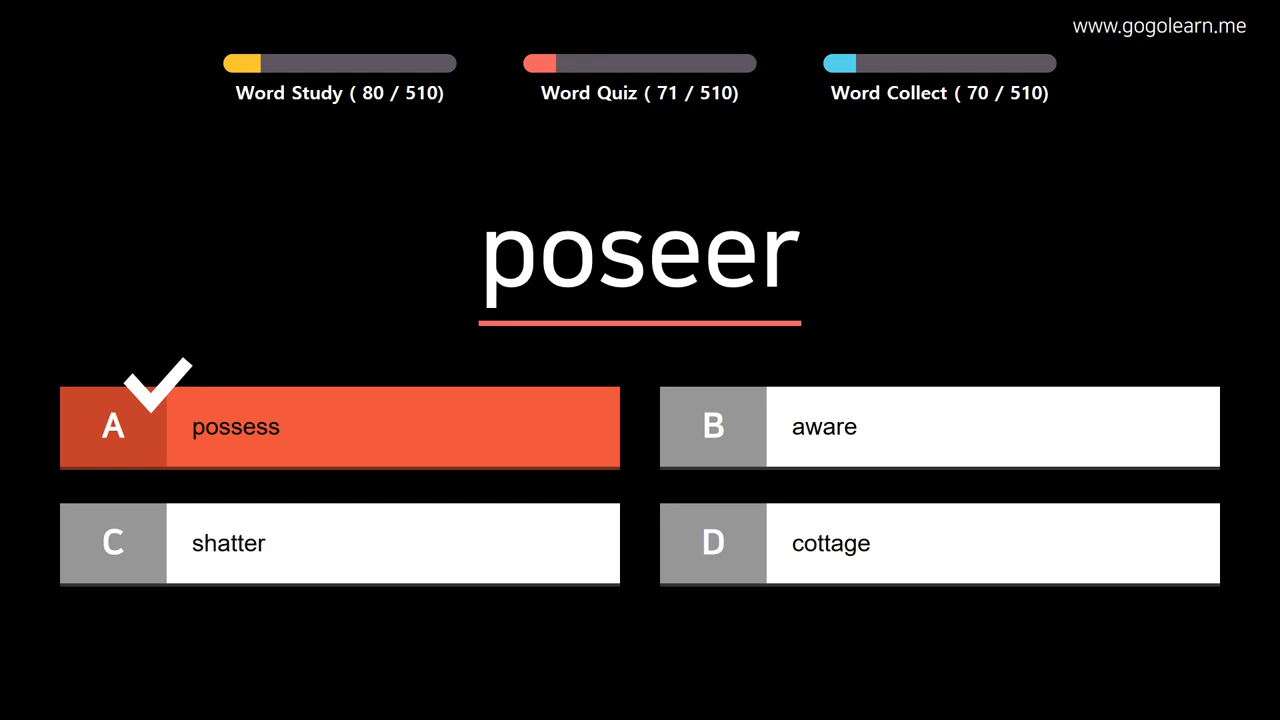 www.gogolearn.me
Word Study ( 80 / 510)
Word Quiz ( 71 / 510)
Word Collect ( 70 / 510)
poseer
A possess
B aware
C shatter
D cottage